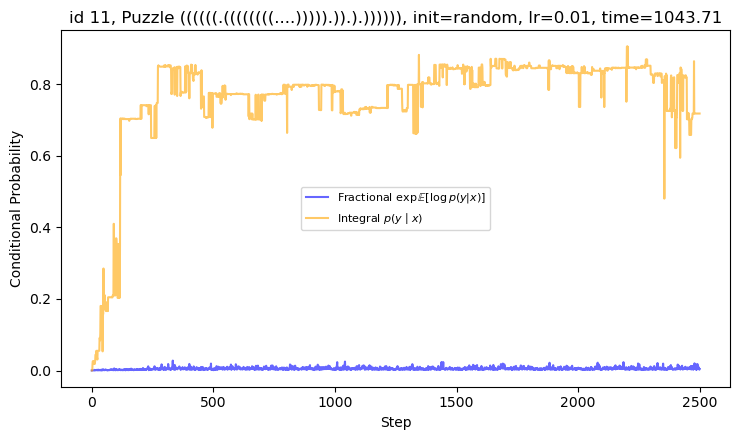 id 11, Puzzle ((((((.((((((((....))))).)).).)))))), init=random, lr=0.01, time=1043.71
Conditional Probability
0.8
0.6
0.4
0.2
0.0
Fractional exp𝔼[log p(y|x)]
Integral p(y | x)
0
500
1000
1500
2000
2500
Step